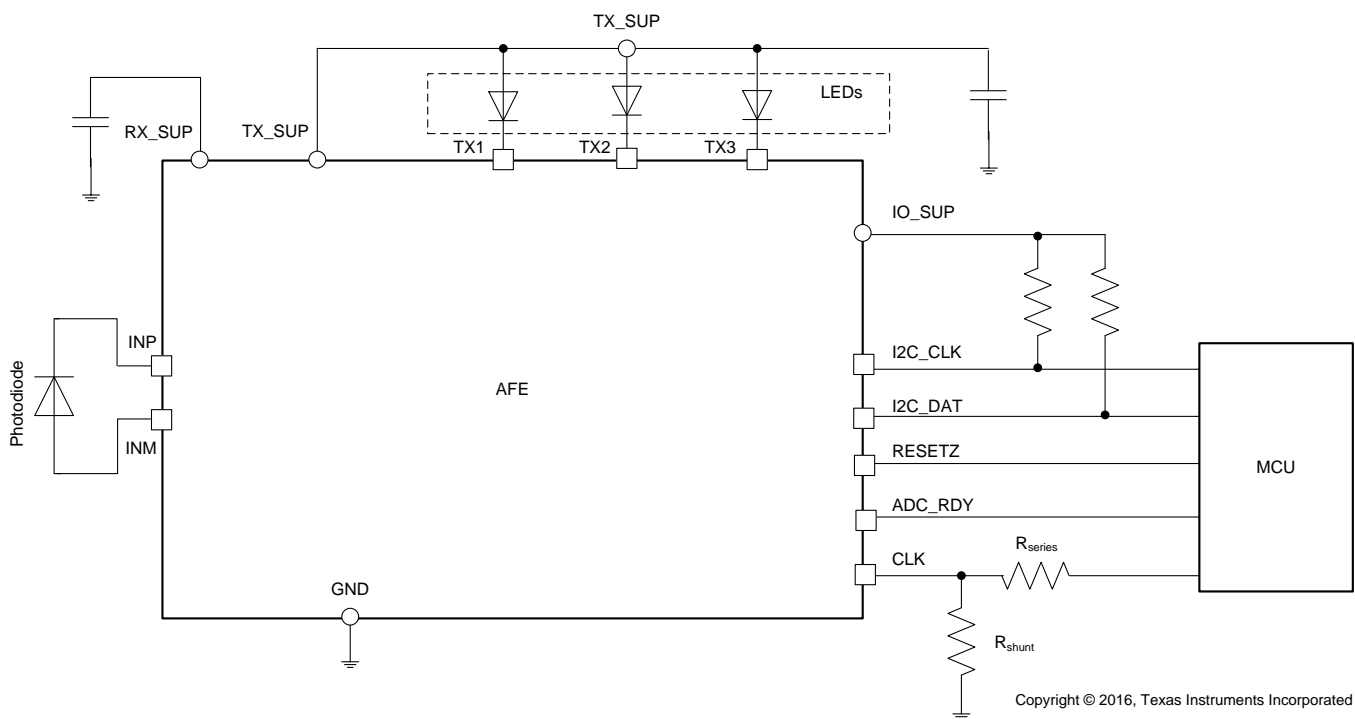 TX_SUP
LEDs
RX_SUP
TX_SUP
TX1
TX2
TX3
IO_SUP
INP
Photodiode
INM
AFE
I2C_CLK
I2C_DAT
RESETZ
ADC_RDY
CLK
MCU
Rseries
GND
Rshunt
Copyright © 2016, Texas Instruments Incorporated